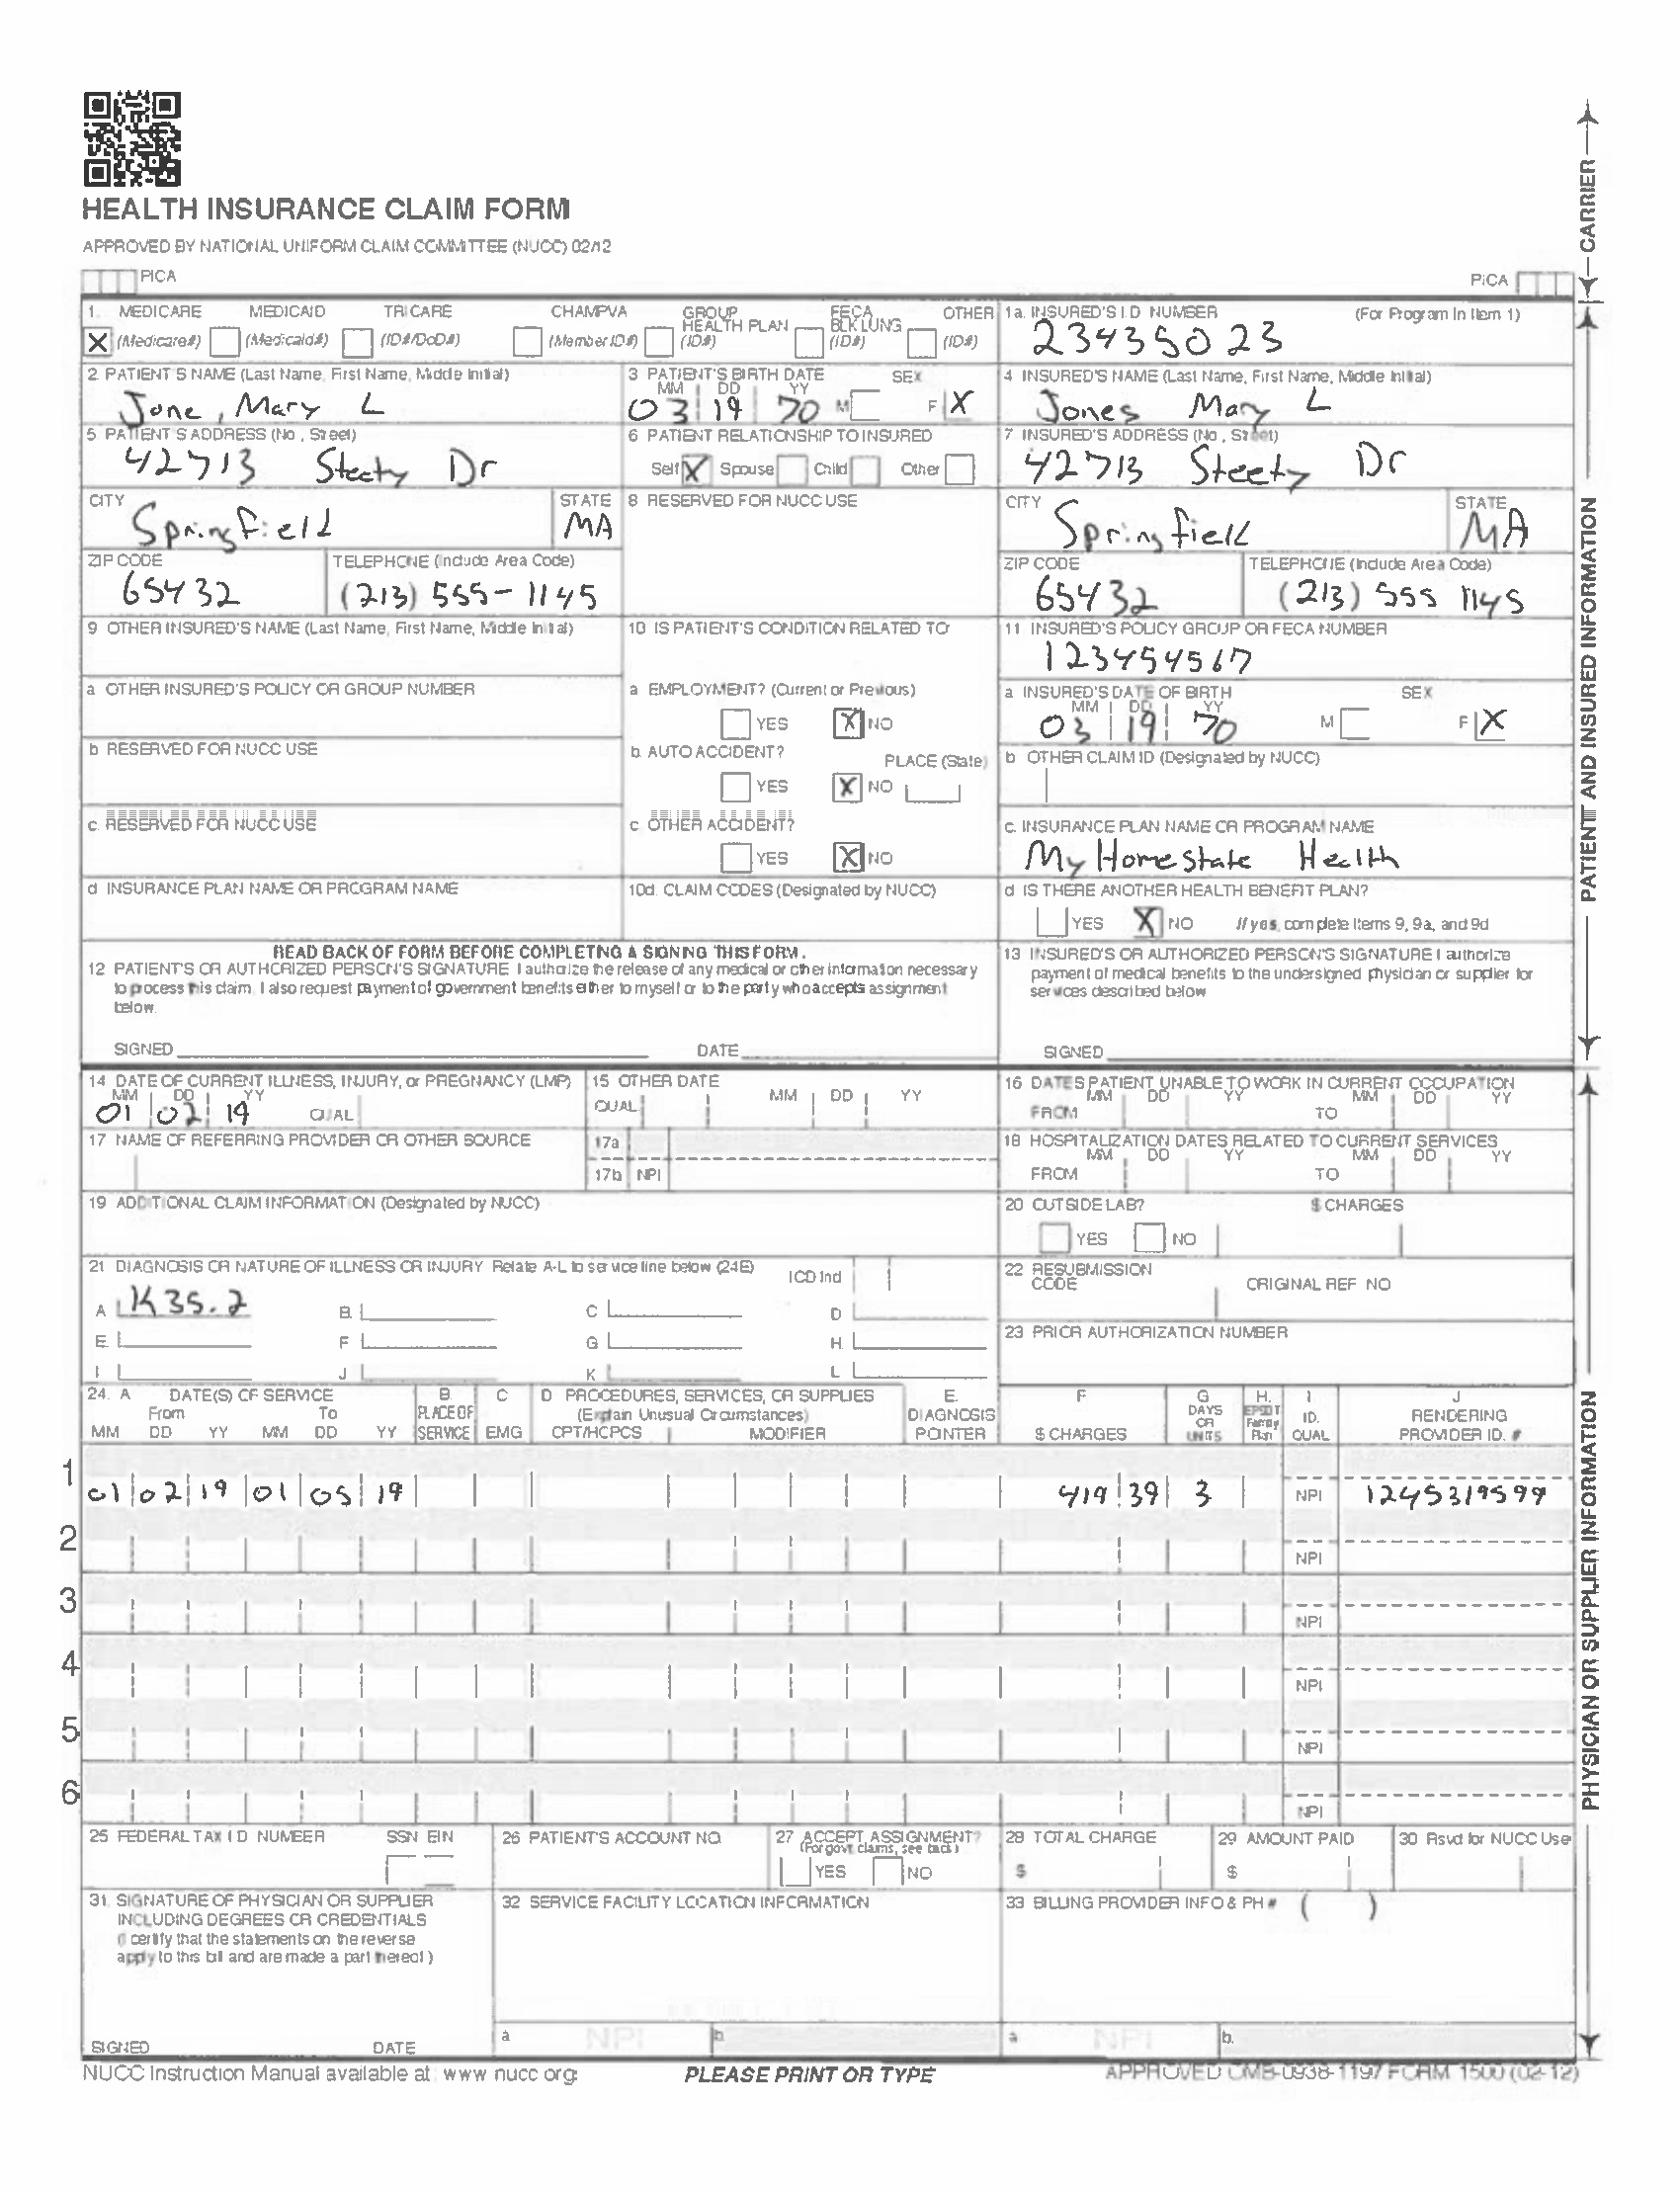 HEALTH INSURANCE CLAIM FORM
APPROVED BY NATIONAL UNIFORM CLAIM COMMITTEE (NUCC) 02/12
PICA
PICA
CARRIER
1. MEDICARE MEDICAID TRICARE CHAMPVA GROUP HEALTH PLAN FECA BLK LUNG OTHER
X (Medicare#) (Medicaid#) (ID#/DoD#) (Member ID#) (ID#) (ID#) (ID#)
1a. INSURED'S I.D. NUMBER (For Program in Item 1)
23435023
2. PATIENT'S NAME (Last Name, First Name, Middle Initial)
Jone, Mary L
3. PATIENT'S BIRTH DATE SEX
MM DD YY
03 19 70 M F X
4. INSURED'S NAME (Last Name, First Name, Middle Initial)
Jones Mary L
5. PATIENT'S ADDRESS (No., Street)
42713 Steety Dr
6. PATIENT RELATIONSHIP TO INSURED
Self X Spouse Child Other
7. INSURED'S ADDRESS (No., Street)
42713 Steety Dr
CITY STATE
Springfield MA
8. RESERVED FOR NUCC USE
CITY STATE
Springfield MA
ZIP CODE TELEPHONE (Include Area Code)
65432 (213) 555-1145
ZIP CODE TELEPHONE (Include Area Code)
65432 (213) 555 1145
9. OTHER INSURED'S NAME (Last Name, First Name, Middle Initial)
10. IS PATIENT'S CONDITION RELATED TO:
11. INSURED'S POLICY GROUP OR FECA NUMBER
123454567
a. OTHER INSURED'S POLICY OR GROUP NUMBER
a. EMPLOYMENT? (Current or Previous)
YES X NO
a. INSURED'S DATE OF BIRTH SEX
MM DD YY
03 19 70 M F X
b. RESERVED FOR NUCC USE
b. AUTO ACCIDENT? PLACE (State)
YES X NO
b. OTHER CLAIM ID (Designated by NUCC)
c. RESERVED FOR NUCC USE
c. OTHER ACCIDENT?
YES X NO
c. INSURANCE PLAN NAME OR PROGRAM NAME
My Home State Health
d. INSURANCE PLAN NAME OR PROGRAM NAME
10d. CLAIM CODES (Designated by NUCC)
d. IS THERE ANOTHER HEALTH BENEFIT PLAN?
YES X NO If yes, complete items 9, 9a, and 9d
READ BACK OF FORM BEFORE COMPLETING & SIGNING THIS FORM.
12. PATIENT'S OR AUTHORIZED PERSON'S SIGNATURE I authorize the release of any medical or other information necessary
to process this claim. I also request payment of government benefits either to myself or to the party who accepts assignment
below.
SIGNED DATE
13. INSURED'S OR AUTHORIZED PERSON'S SIGNATURE I authorize
payment of medical benefits to the undersigned physician or supplier for
services described below
SIGNED
PATIENT AND INSURED INFORMATION
14. DATE OF CURRENT ILLNESS, INJURY, or PREGNANCY (LMP)
MM DD YY
01 02 19 QUAL
15. OTHER DATE
QUAL MM DD YY
16. DATES PATIENT UNABLE TO WORK IN CURRENT OCCUPATION
MM DD YY MM DD YY
FROM TO
17. NAME OF REFERRING PROVIDER OR OTHER SOURCE
17a
17b NPI
18. HOSPITALIZATION DATES RELATED TO CURRENT SERVICES
MM DD YY MM DD YY
FROM TO
19. ADDITIONAL CLAIM INFORMATION (Designated by NUCC)
20. OUTSIDE LAB? $ CHARGES
YES NO
21. DIAGNOSIS OR NATURE OF ILLNESS OR INJURY Relate A-L to service line below (24E) ICD Ind
A K35.2 B. C D
E. F G H.
I J K L
22. RESUBMISSION CODE ORIGINAL REF NO
23. PRIOR AUTHORIZATION NUMBER
24. A DATE(S) OF SERVICE B. C D PROCEDURES, SERVICES, OR SUPPLIES E. F G H. I J
From To PLACE OF (Explain Unusual Circumstances) DIAGNOSIS DAYS OR UNITS EPSDT Family Plan ID. RENDERING
MM DD YY MM DD YY SERVICE EMG CPT/HCPCS MODIFIER POINTER $ CHARGES QUAL PROVIDER ID. #
1 01 02 19 01 05 19 419 39 3 NPI 1245319599
2 NPI
3 NPI
4 NPI
5 NPI
6 NPI
25. FEDERAL TAX I.D. NUMBER SSN EIN
26. PATIENT'S ACCOUNT NO.
27. ACCEPT ASSIGNMENT?
(For govt. claims, see back)
YES NO
28. TOTAL CHARGE
$
29. AMOUNT PAID
$
30. Rsvd for NUCC Use
31. SIGNATURE OF PHYSICIAN OR SUPPLIER
INCLUDING DEGREES OR CREDENTIALS
(I certify that the statements on the reverse
apply to this bill and are made a part thereof.)
SIGNED DATE
32. SERVICE FACILITY LOCATION INFORMATION
a NPI b
33. BILLING PROVIDER INFO & PH # ( )
a NPI b.
PHYSICIAN OR SUPPLIER INFORMATION
NUCC Instruction Manual available at: www.nucc.org
PLEASE PRINT OR TYPE
APPROVED OMB-0938-1197 FORM 1500 (02-12)